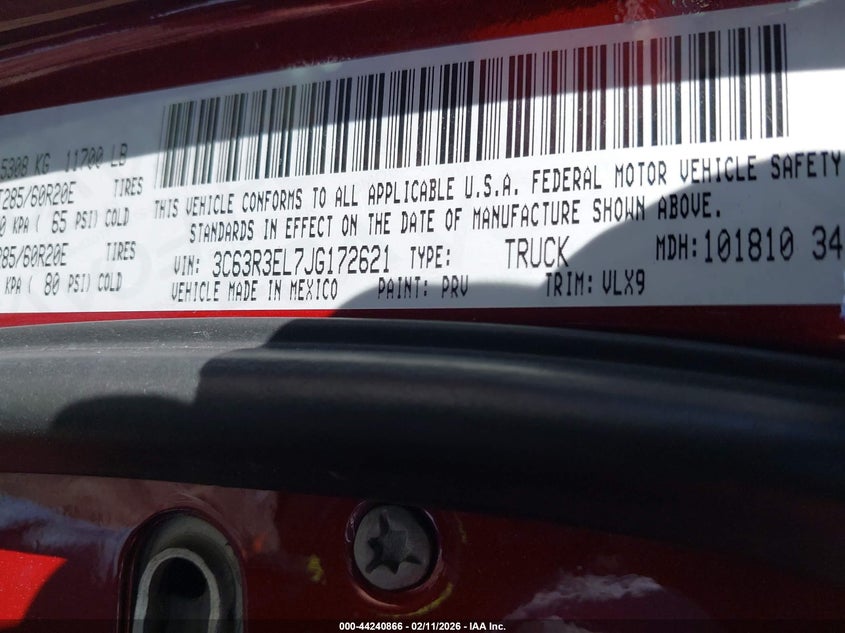 5308 KG 11700 LB
285/60R20E TIRES
0 KPA ( 65 PSI) COLD
285/60R20E TIRES
KPA ( 80 PSI) COLD
THIS VEHICLE CONFORMS TO ALL APPLICABLE U.S.A. FEDERAL MOTOR VEHICLE SAFETY
STANDARDS IN EFFECT ON THE DATE OF MANUFACTURE SHOWN ABOVE.
VIN: 3C63R3EL7JG172621 TYPE: TRUCK MDH:101810 34
VEHICLE MADE IN MEXICO PAINT: PRV TRIM: VLX9
000-44240866 - 02/11/2026 - IAA Inc.